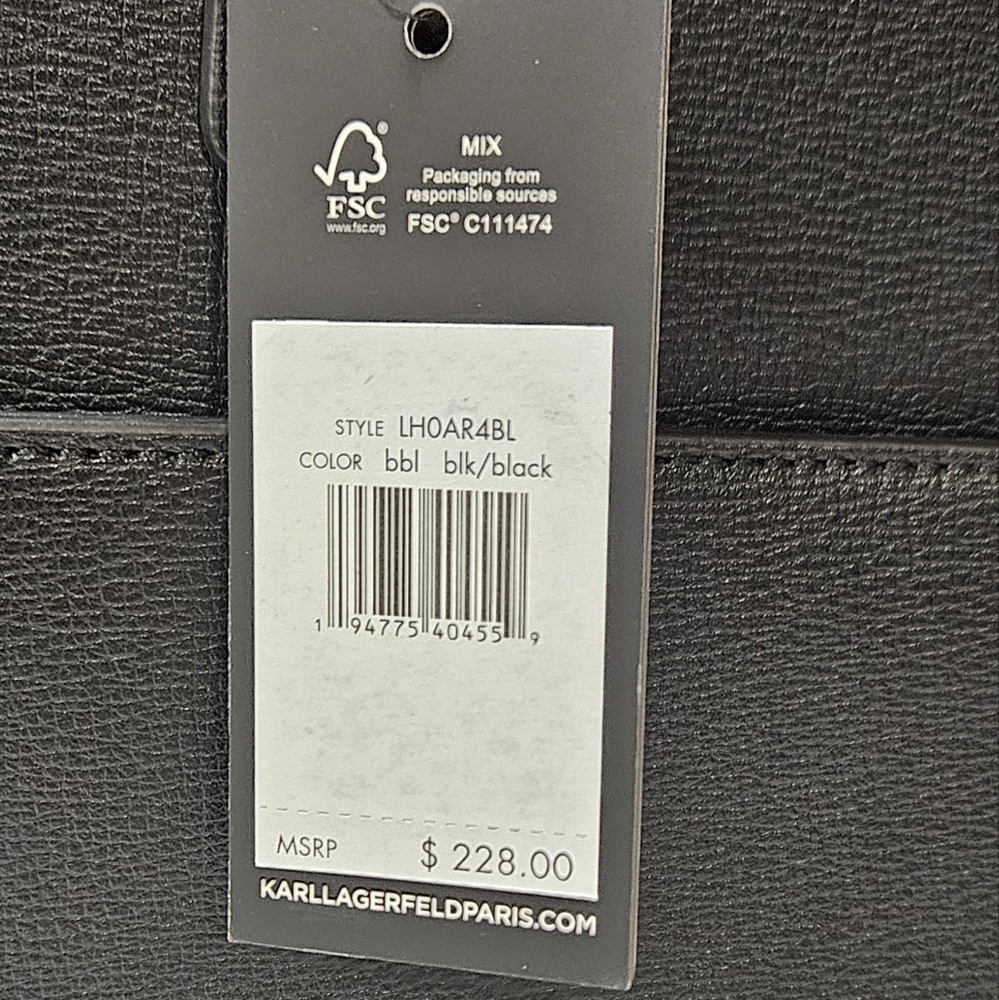 ®
FSC
www.fsc.org
MIX
Packaging from
responsible sources
FSC® C111474
STYLE LH0AR4BL
COLOR bbl blk/black
1 94775 40455 9
MSRP $ 228.00
KARLLAGERFELDPARIS.COM